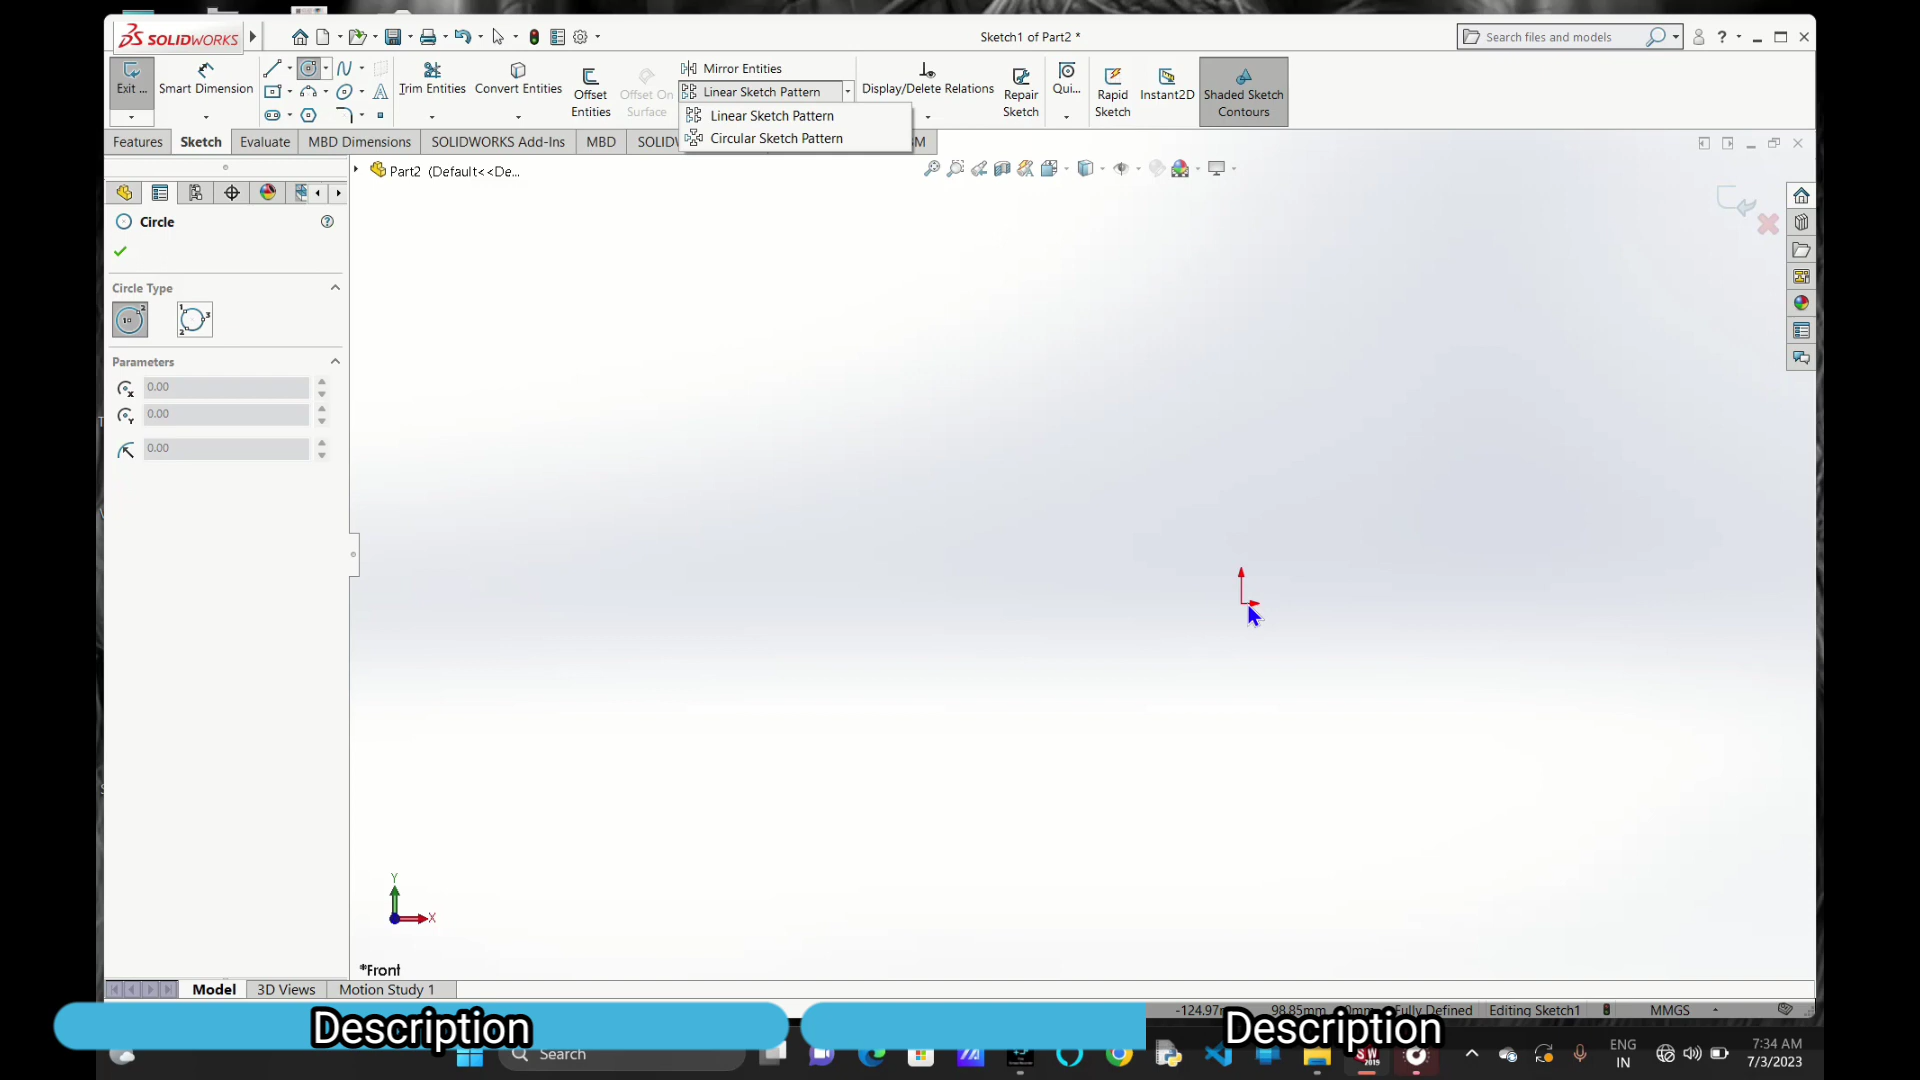 SOLIDWORKS
Sketch1 of Part2 *
Search files and models
?
Exit ...
Smart Dimension
Trim Entities
Convert Entities
Offset
Entities
Offset On
Surface
Mirror Entities
Linear Sketch Pattern
Linear Sketch Pattern
Circular Sketch Pattern
Display/Delete Relations
Repair
Sketch
Qui...
Rapid
Sketch
Instant2D
Shaded Sketch
Contours
Features
Sketch
Evaluate
MBD Dimensions
SOLIDWORKS Add-Ins
MBD
Part2 (Default<<De...
Circle
Circle Type
Parameters
0.00
0.00
0.00
Y
X
*Front
Model
3D Views
Motion Study 1
98.85mm
Fully Defined
Editing Sketch1
MMGS
Description
Description
Search
SW
2019
ENG
IN
7:34 AM
7/3/2023